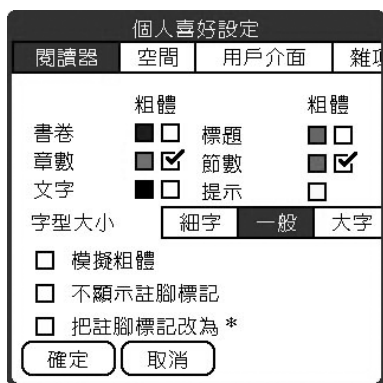 個人喜好設定
閱讀器 空間 用戶介面 雜項
粗體 粗體
書卷 標題
章數 節數
文字 提示
字型大小 細字 一般 大字
模擬粗體
不顯示註腳標記
把註腳標記改為 *
確定 取消